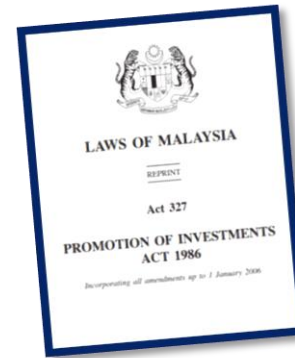 LAWS OF MALAYSIA
REPRINT
Act 327
PROMOTION OF INVESTMENTS
ACT 1986
Incorporating all amendments up to 1 January 2006